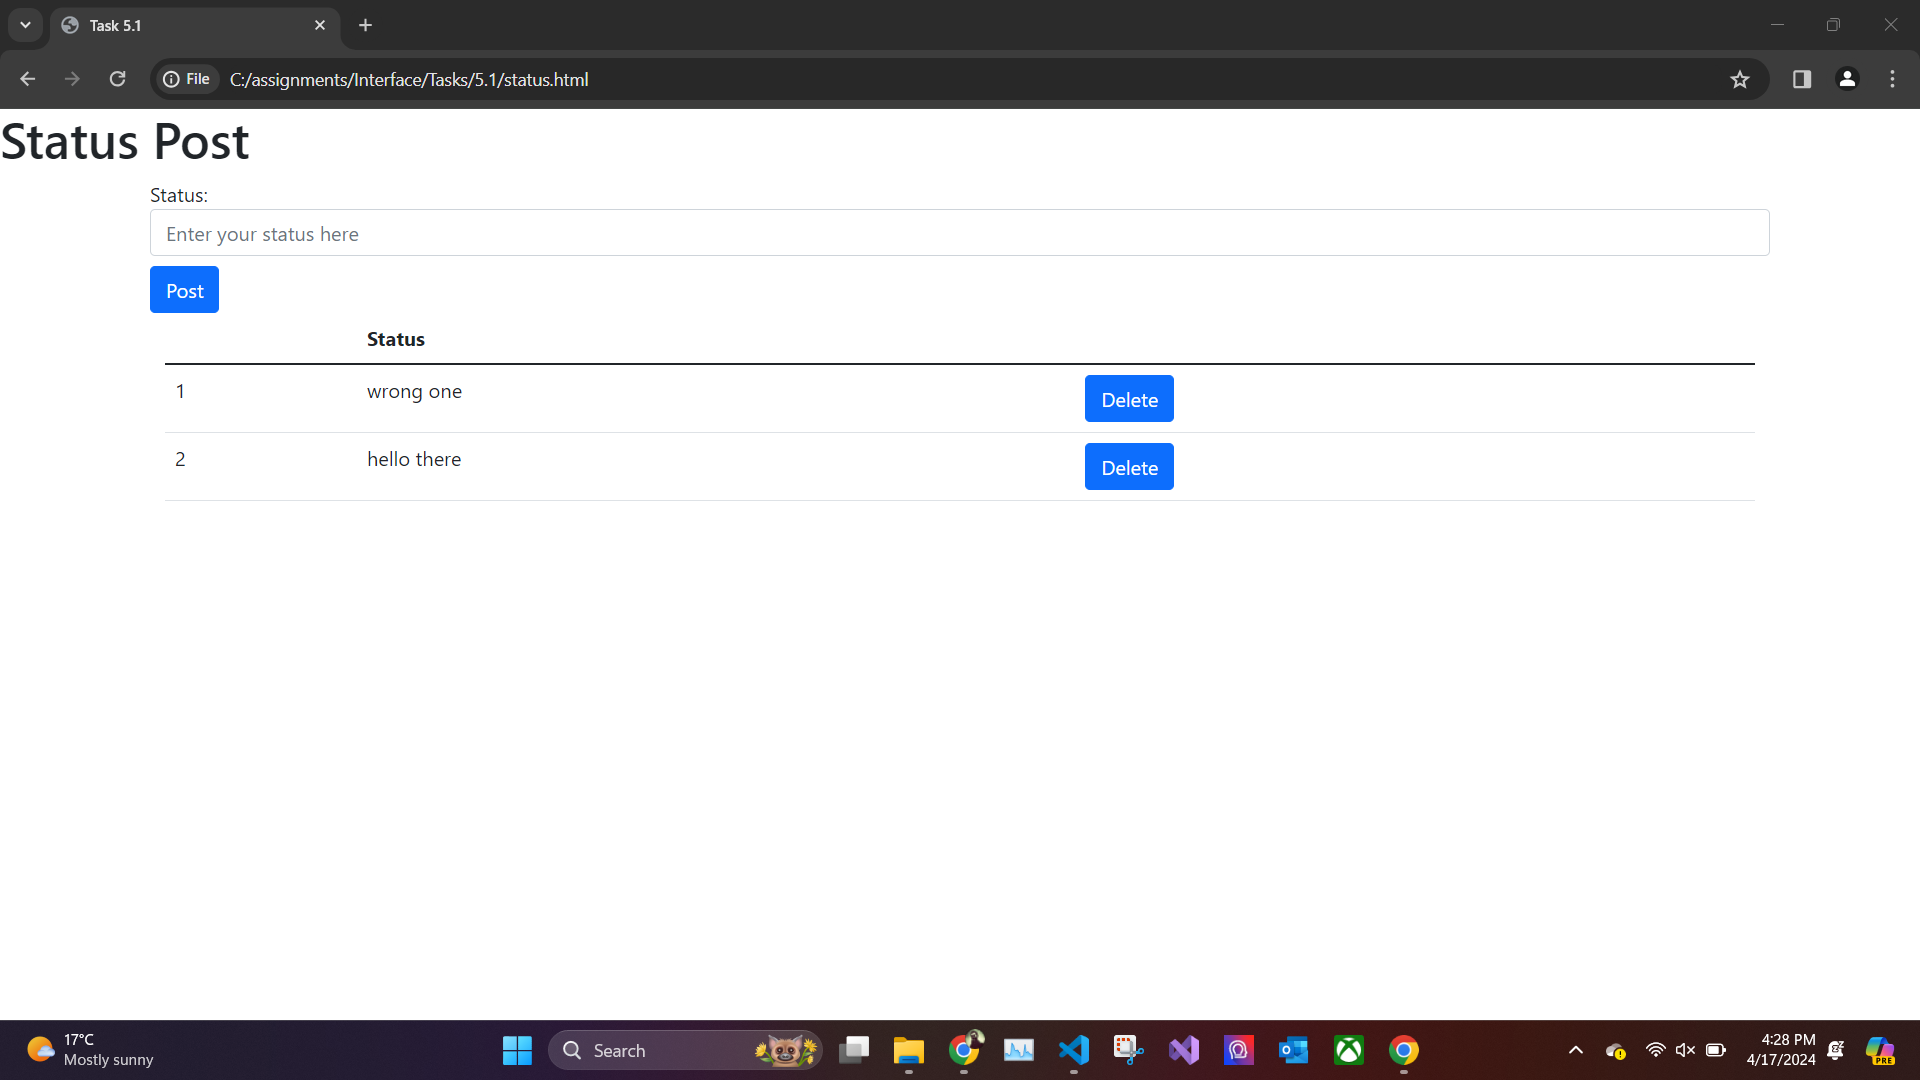 Task 5.1
File C:/assignments/Interface/Tasks/5.1/status.html
Status Post
Status:
Enter your status here
Post
Status
1 wrong one Delete
2 hello there Delete
17°C
Mostly sunny
Search
4:28 PM
4/17/2024
PRE